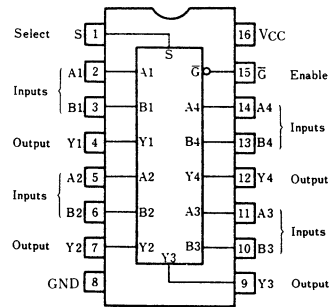 Select S 1 S 16 VCC
A1 2 A1 G̅ 15 G̅ Enable
Inputs
B1 3 B1 A4 14 A4
Inputs
Output Y1 4 Y1 B4 13 B4
A2 5 A2 Y4 12 Y4 Output
Inputs
B2 6 B2 A3 11 A3
Inputs
Output Y2 7 Y2 B3 10 B3
Y3
GND 8 9 Y3 Output